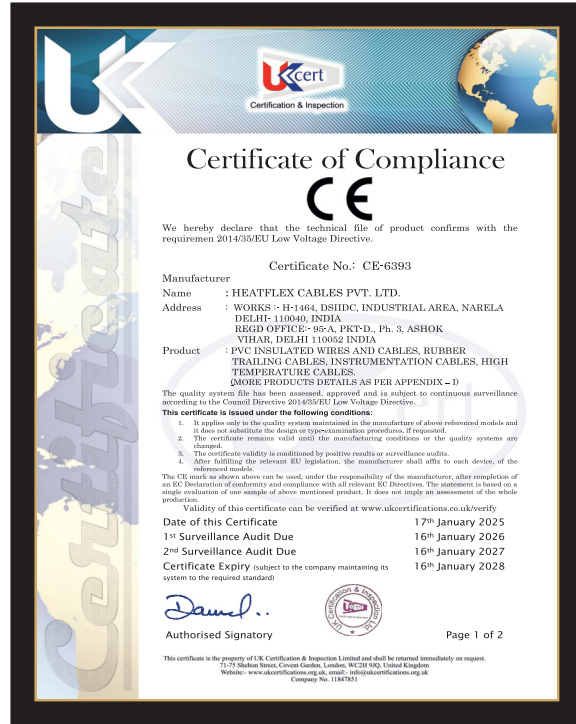 UK
UKcert
Certification & Inspection
Certificate
Certificate of Compliance
CE
We hereby declare that the technical file of product confirms with the
requiremen 2014/35/EU Low Voltage Directive.
Certificate No.: CE-6393
Manufacturer
Name : HEATFLEX CABLES PVT. LTD.
Address : WORKS :- H-1464, DSIIDC, INDUSTRIAL AREA, NARELA
DELHI- 110040, INDIA
REGD OFFICE:- 95-A, PKT-D., Ph. 3, ASHOK
VIHAR, DELHI 110052 INDIA
Product : PVC INSULATED WIRES AND CABLES, RUBBER
TRAILING CABLES, INSTRUMENTATION CABLES, HIGH
TEMPERATURE CABLES.
(MORE PRODUCTS DETAILS AS PER APPENDIX – I)
The quality system file has been assessed, approved and is subject to continuous surveillance
according to the Council Directive 2014/35/EU Low Voltage Directive.
This certificate is issued under the following conditions:
1. It applies only to the quality system maintained in the manufacture of above referenced models and
it does not substitute the design or type-examination procedures, if requested.
2. The certificate remains valid until the manufacturing conditions or the quality systems are
changed.
3. The certificate validity is conditioned by positive results or surveillance audits.
4. After fulfilling the relevant EU legislation, the manufacturer shall affix to each device, of the
referenced models.
The CE mark as shown above can be used, under the responsibility of the manufacturer, after completion of
an EC Declaration of conformity and compliance with all relevant EC Directives. The statement is based on a
single evaluation of one sample of above mentioned product. It does not imply an assessment of the whole
production.
Validity of this certificate can be verified at www.ukcertifications.co.uk/verify
Date of this Certificate 17th January 2025
1st Surveillance Audit Due 16th January 2026
2nd Surveillance Audit Due 16th January 2027
Certificate Expiry (subject to the company maintaining its 16th January 2028
system to the required standard)
UK Certification & Inspection Ltd
Authorised Signatory Page 1 of 2
This certificate is the property of UK Certification & Inspection Limited and shall be returned immediately on request.
71-75 Shelton Street, Covent Garden, London, WC2H 9JQ, United Kingdom
Website:- www.ukcertifications.org.uk, email:- info@ukcertifications.org.uk
Company No. 11847851